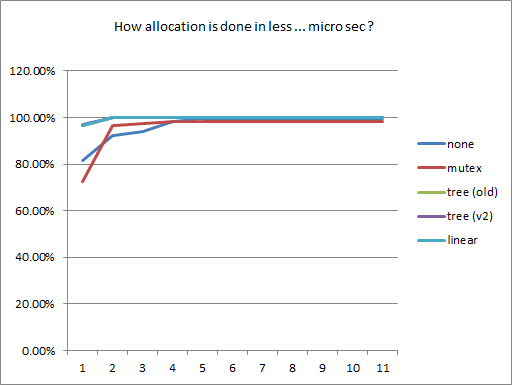 How allocation is done in less ... micro sec ?
120.00%
100.00%
80.00%
60.00%
40.00%
20.00%
0.00%
1 2 3 4 5 6 7 8 9 10 11
none
mutex
tree (old)
tree (v2)
linear